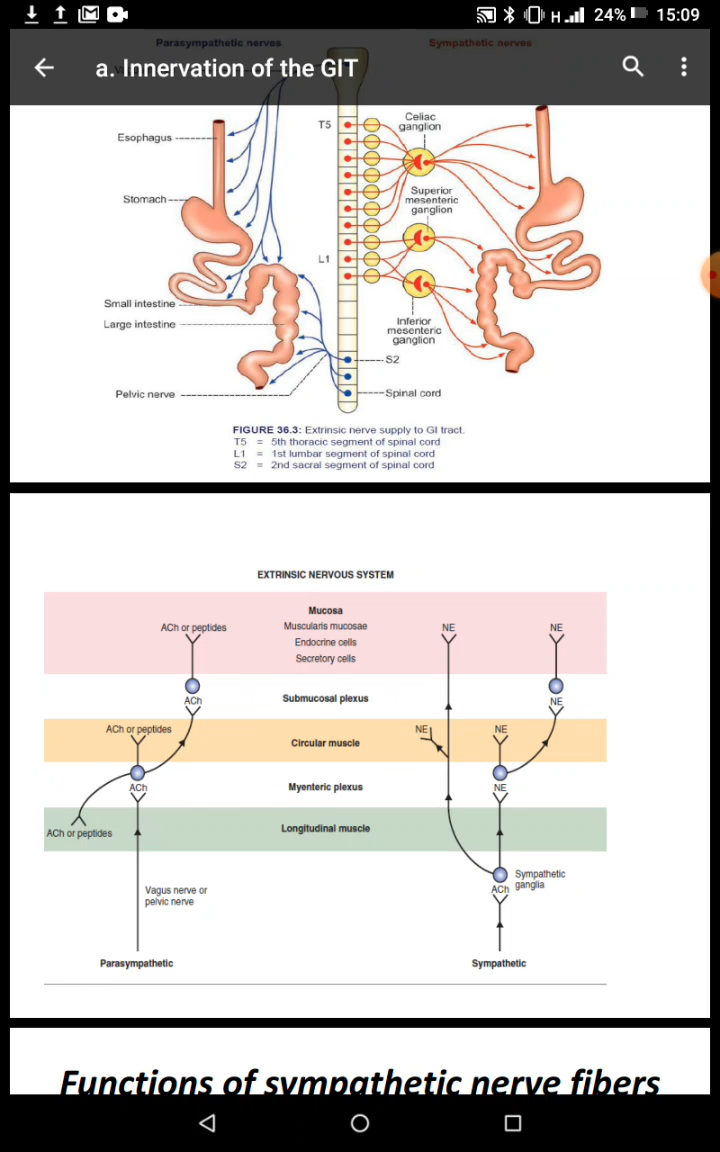 H 24% 15:09
Parasympathetic nerves
Sympathetic nerves
a. Innervation of the GIT
T5
Celiac
ganglion
Esophagus
Stomach
Superior
mesenteric
ganglion
L1
Small intestine
Large intestine
Inferior
mesenteric
ganglion
S2
Pelvic nerve
Spinal cord
FIGURE 36.3: Extrinsic nerve supply to GI tract.
T5 = 5th thoracic segment of spinal cord
L1 = 1st lumbar segment of spinal cord
S2 = 2nd sacral segment of spinal cord
EXTRINSIC NERVOUS SYSTEM
Mucosa
ACh or peptides
Muscularis mucosae
NE
NE
Endocrine cells
Secretory cells
ACh
Submucosal plexus
NE
ACh or peptides
Circular muscle
NE
NE
ACh
Myenteric plexus
NE
ACh or peptides
Longitudinal muscle
Sympathetic
ganglia
ACh
Vagus nerve or
pelvic nerve
Parasympathetic
Sympathetic
Functions of sympathetic nerve fibers